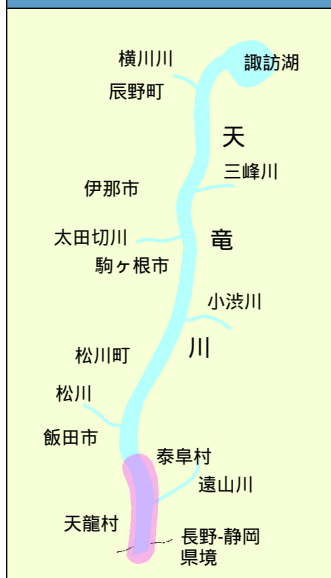 横川川
諏訪湖
辰野町
天
三峰川
伊那市
太田切川
竜
駒ヶ根市
小渋川
川
松川町
松川
飯田市
泰阜村
遠山川
天龍村
長野-静岡
県境